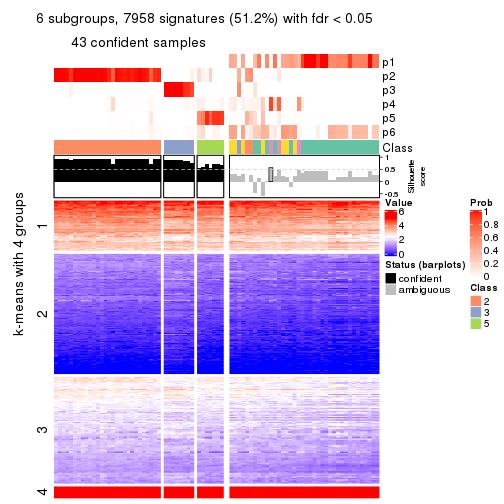 6 subgroups, 7958 signatures (51.2%) with fdr < 0.05
43 confident samples
p1
p2
p3
p4
p5
p6
Class
1
0.5
0
-0.5
Silhouette
score
k-means with 4 groups
1
2
3
4
Value
6
4
2
0
Status (barplots)
confident
ambiguous
Prob
1
0.8
0.6
0.4
0.2
0
Class
2
3
5